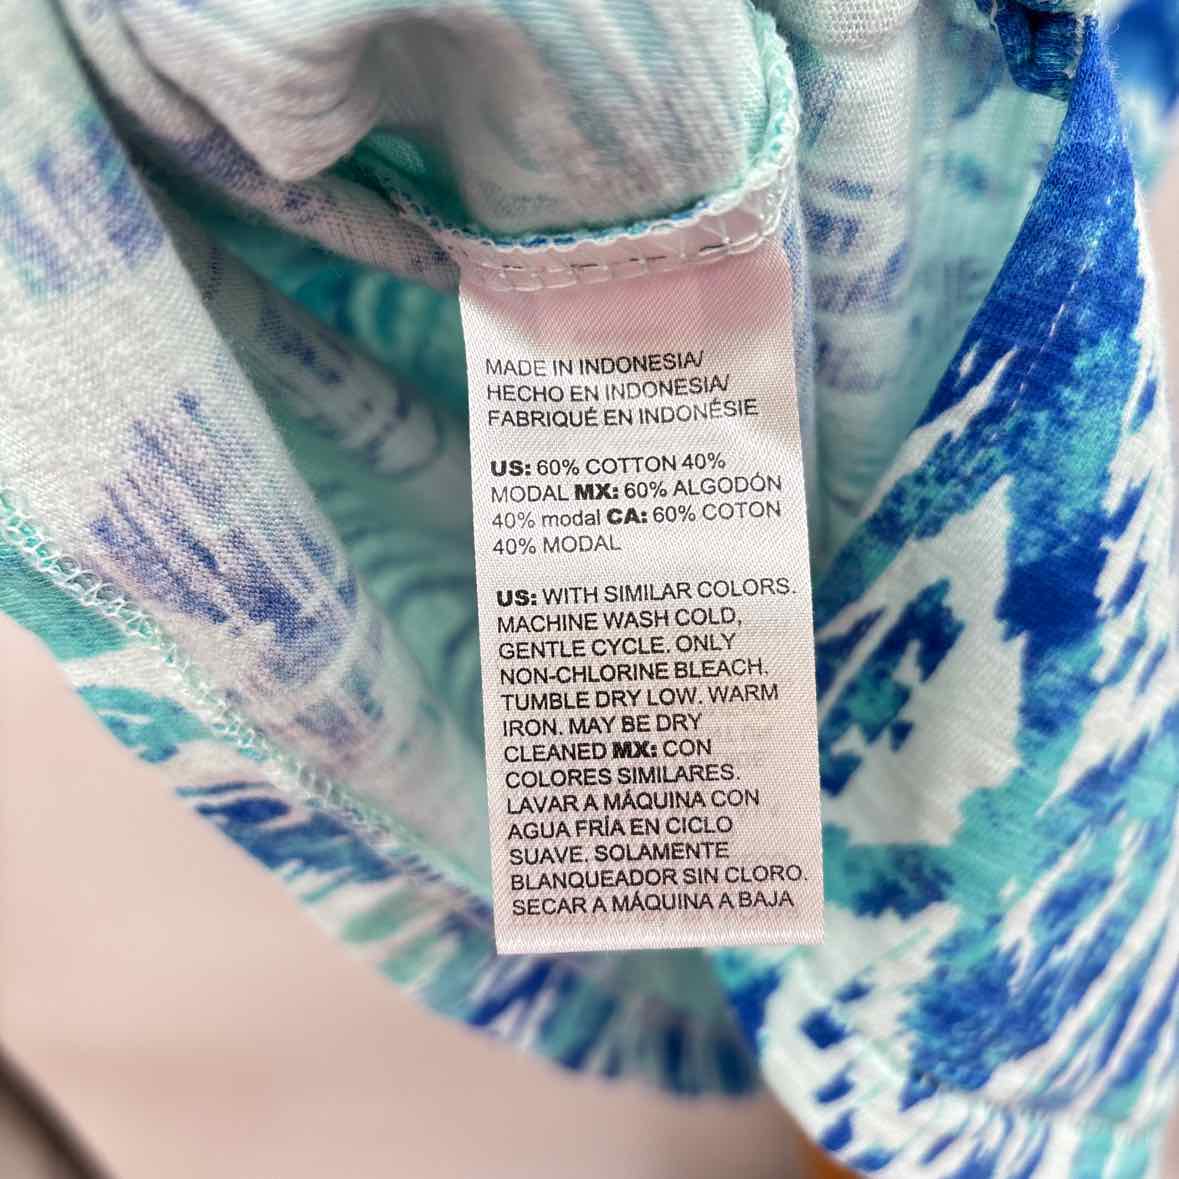 MADE IN INDONESIA/
HECHO EN INDONESIA/
FABRIQUÉ EN INDONÉSIE
US: 60% COTTON 40%
MODAL MX: 60% ALGODÓN
40% modal CA: 60% COTON
40% MODAL
US: WITH SIMILAR COLORS.
MACHINE WASH COLD,
GENTLE CYCLE. ONLY
NON-CHLORINE BLEACH.
TUMBLE DRY LOW. WARM
IRON. MAY BE DRY
CLEANED MX: CON
COLORES SIMILARES.
LAVAR A MÁQUINA CON
AGUA FRÍA EN CICLO
SUAVE. SOLAMENTE
BLANQUEADOR SIN CLORO.
SECAR A MÁQUINA A BAJA